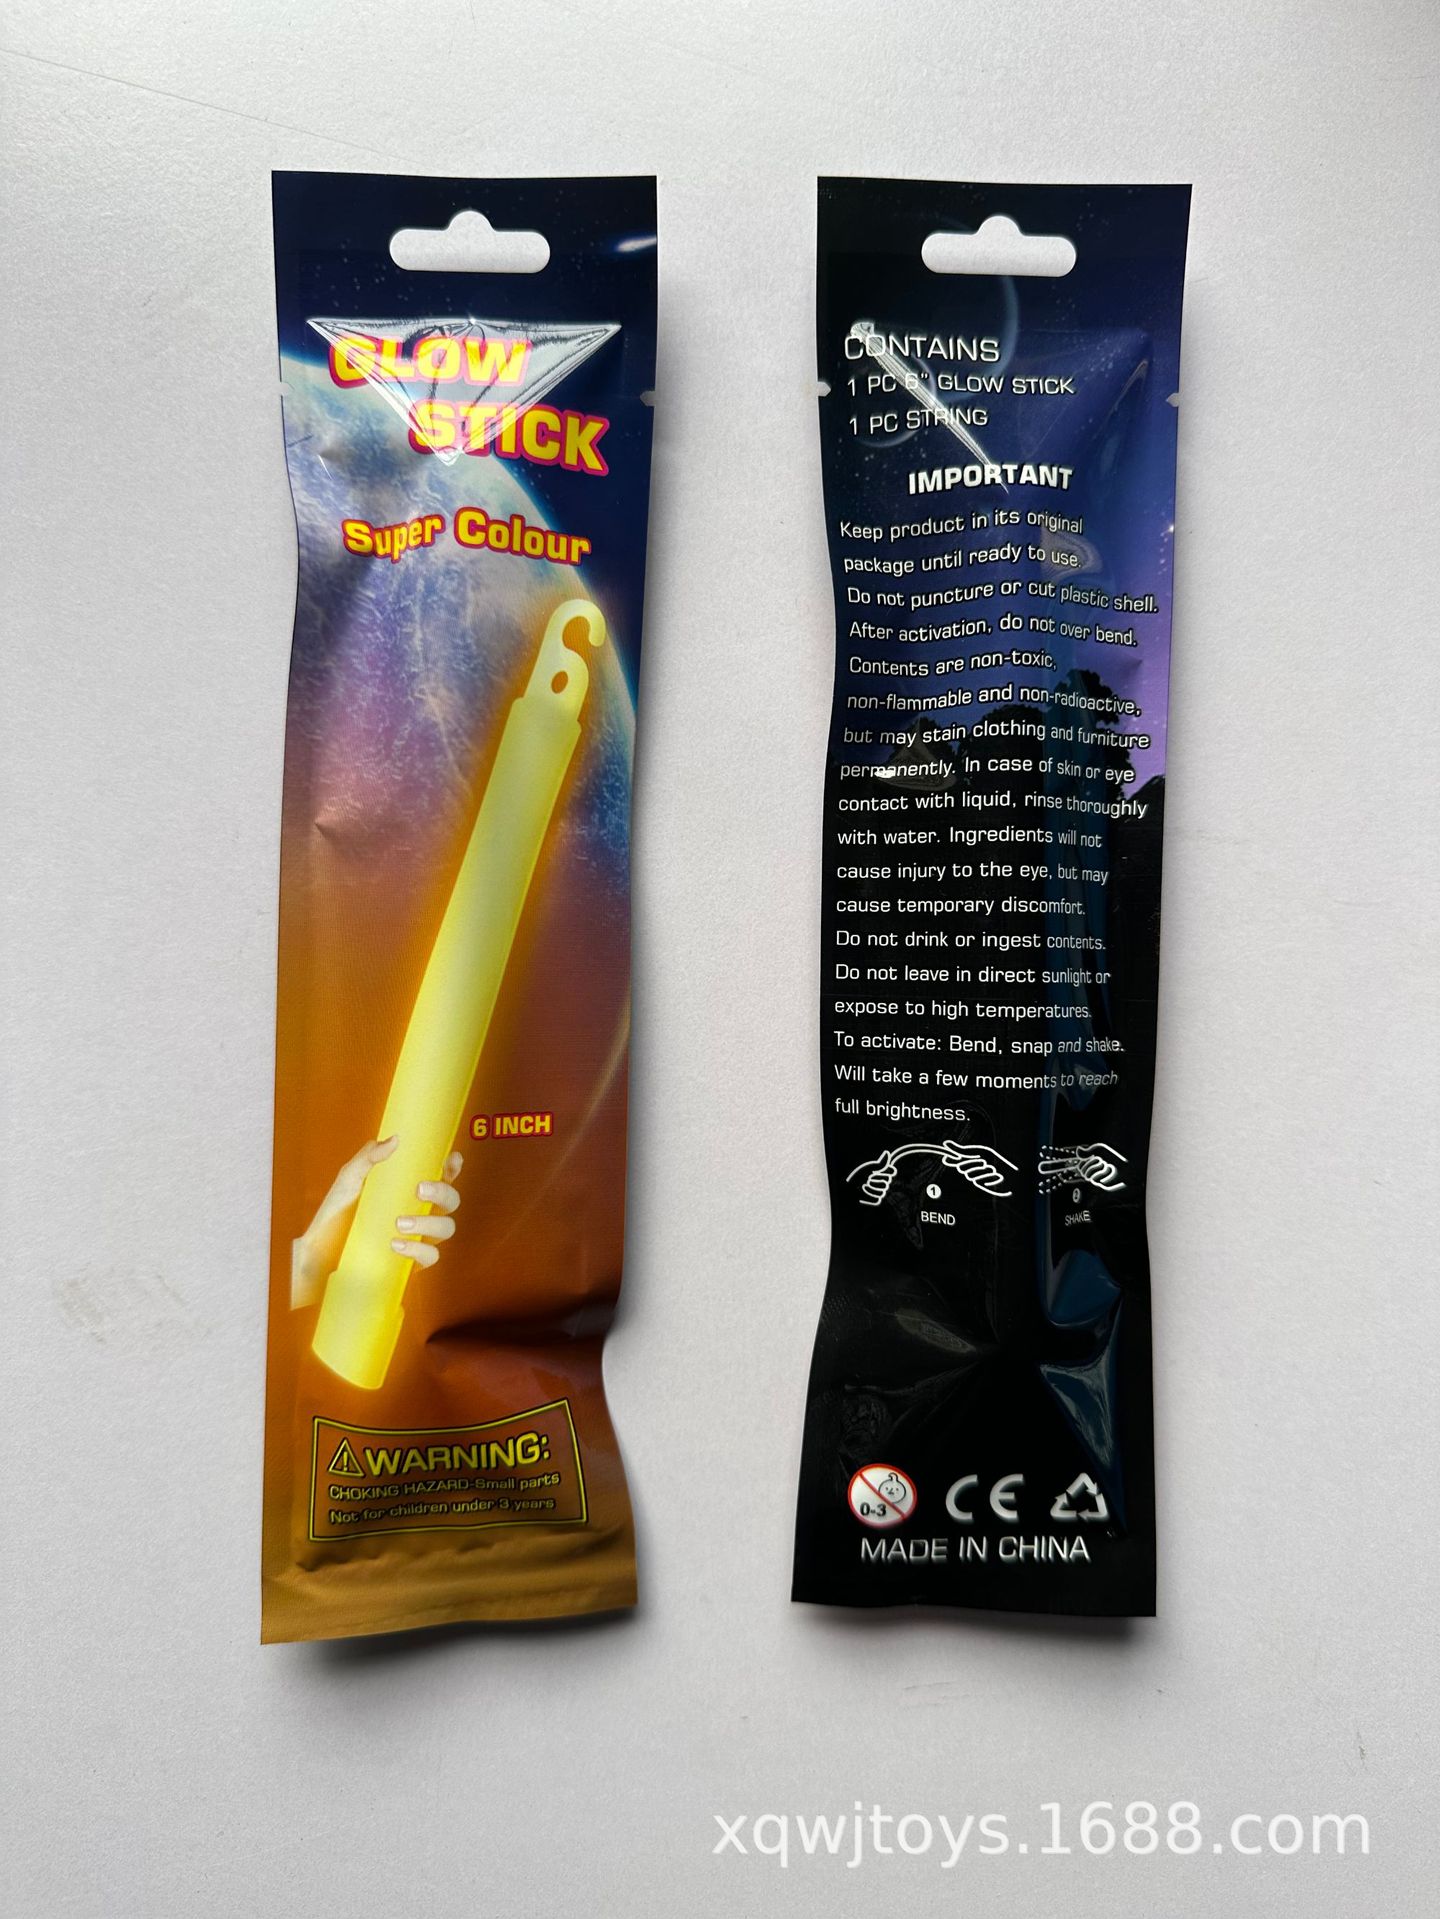 GLOW
STICK
Super Colour
6 INCH
WARNING:
CHOKING HAZARD-Small parts
Not for children under 3 years
CONTAINS
1 PC 6" GLOW STICK
1 PC STRING
IMPORTANT
Keep product in its original
package until ready to use.
Do not puncture or cut plastic shell.
After activation, do not over bend.
Contents are non-toxic,
non-flammable and non-radioactive,
but may stain clothing and furniture
permanently. In case of skin or eye
contact with liquid, rinse thoroughly
with water. Ingredients will not
cause injury to the eye, but may
cause temporary discomfort.
Do not drink or ingest contents.
Do not leave in direct sunlight or
expose to high temperatures.
To activate: Bend, snap and shake.
Will take a few moments to reach
full brightness.
1 2
BEND SHAKE
0-3 CE
MADE IN CHINA
xqwjtoys.1688.com